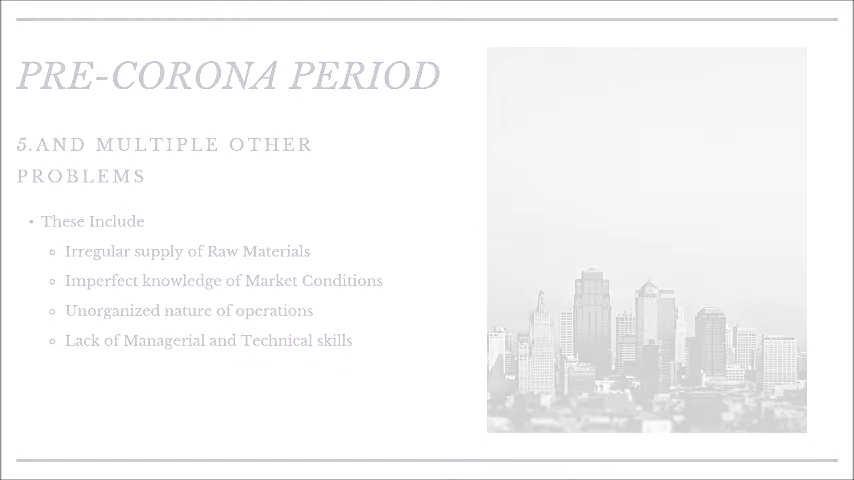 PRE-CORONA PERIOD
5.AND MULTIPLE OTHER
PROBLEMS
• These Include
◦ Irregular supply of Raw Materials
◦ Imperfect knowledge of Market Conditions
◦ Unorganized nature of operations
◦ Lack of Managerial and Technical skills